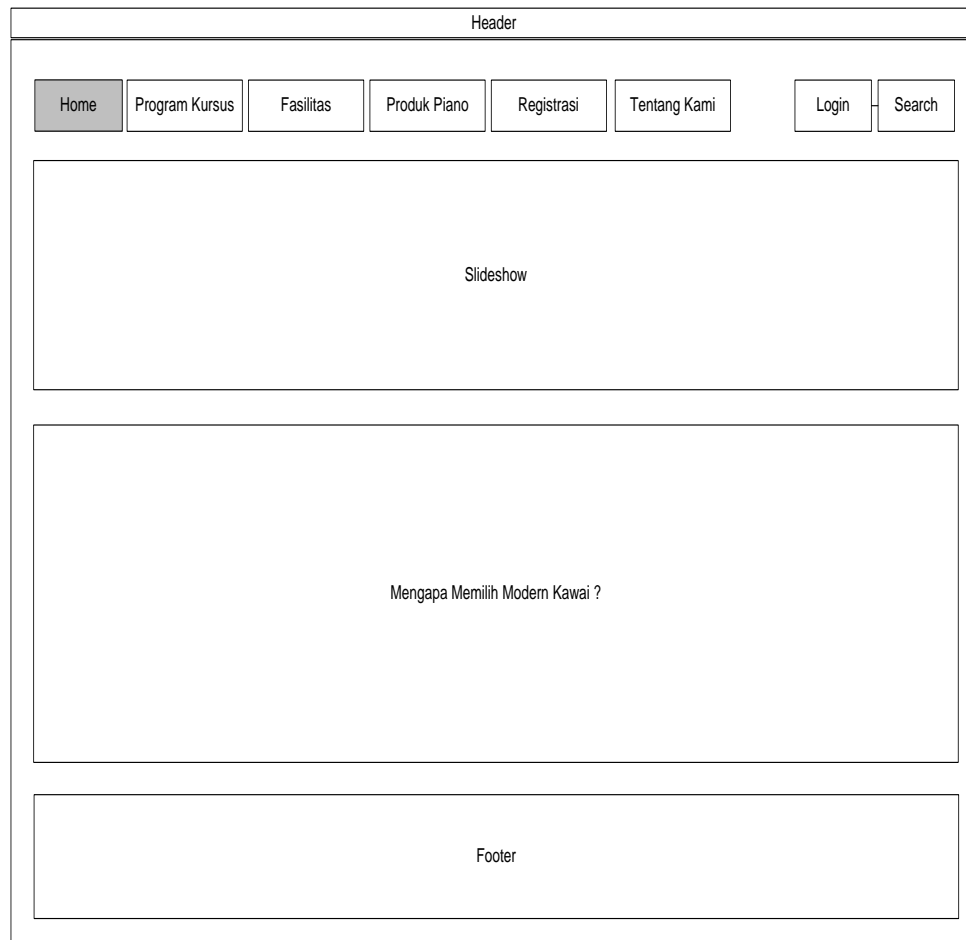 Header
Home
Program Kursus
Fasilitas
Produk Piano
Registrasi
Tentang Kami
Login
Search
Slideshow
Mengapa Memilih Modern Kawai ?
Footer